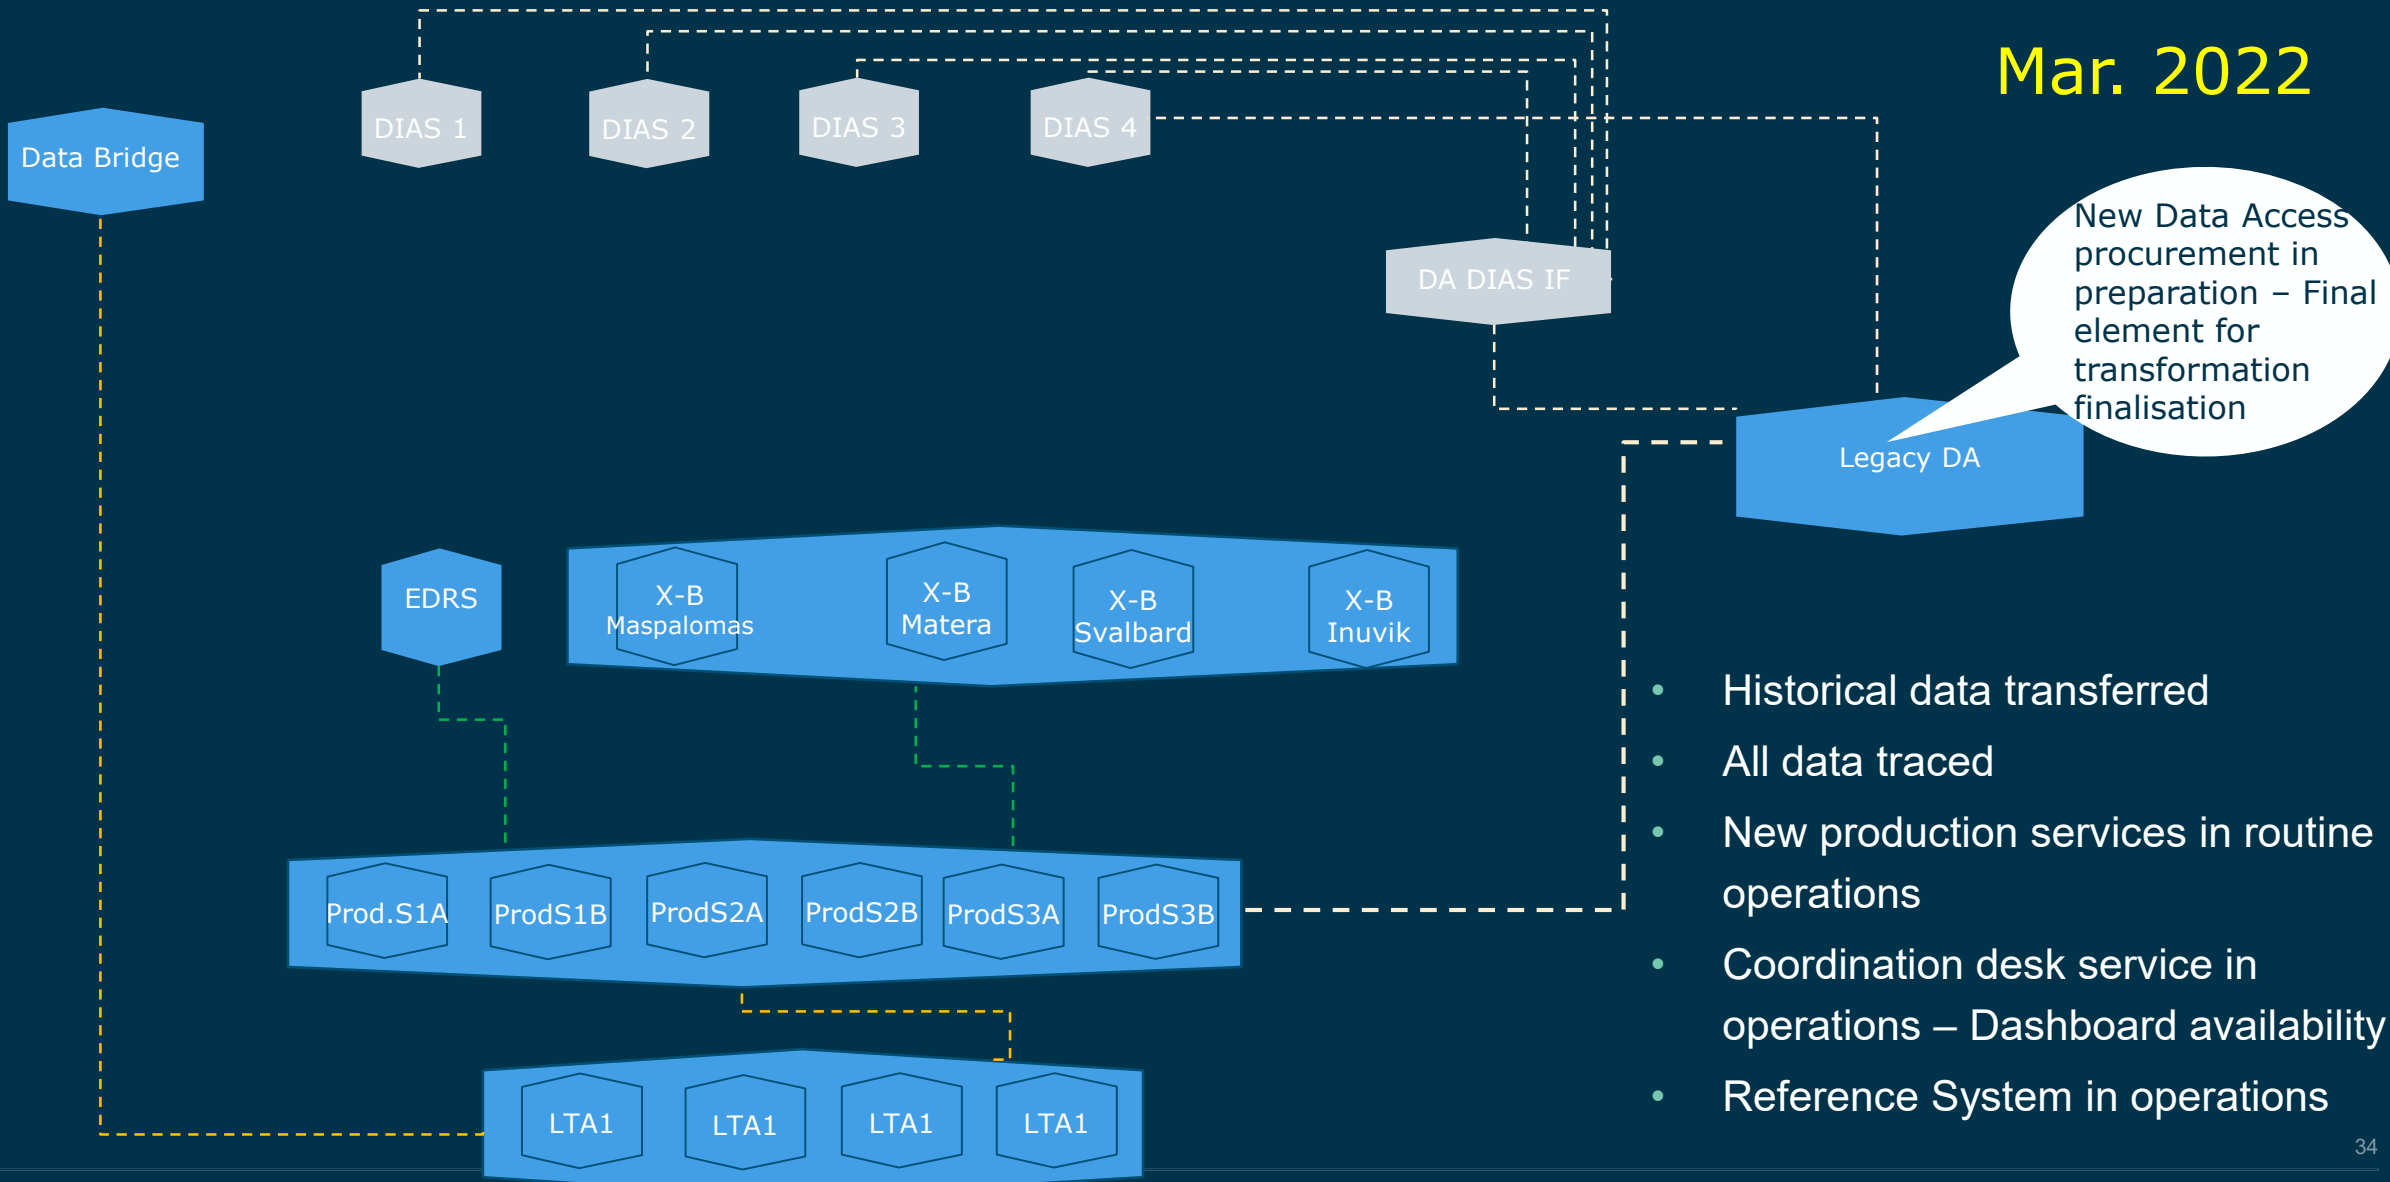 Mar. 2022
DIAS 1
DIAS 2
DIAS 3
DIAS 4
Data Bridge
New Data Access
procurement in
preparation – Final
element for
transformation
finalisation
DA DIAS IF
Legacy DA
EDRS
X-B
Maspalomas
X-B
Matera
X-B
Svalbard
X-B
Inuvik
• Historical data transferred
• All data traced
• New production services in routine
operations
• Coordination desk service in
operations – Dashboard availability
• Reference System in operations
Prod.S1A
ProdS1B
ProdS2A
ProdS2B
ProdS3A
ProdS3B
LTA1
LTA1
LTA1
LTA1
34